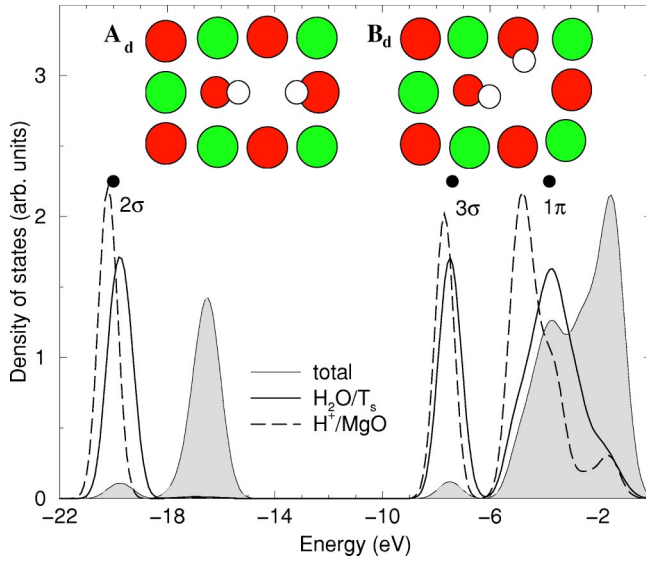 A_d B_d
3
2σ 3σ 1π
2
total
H₂O/Tₛ
H⁺/MgO
1
0
−22 −18 −14 −10 −6 −2
Energy (eV)
Density of states (arb. units)